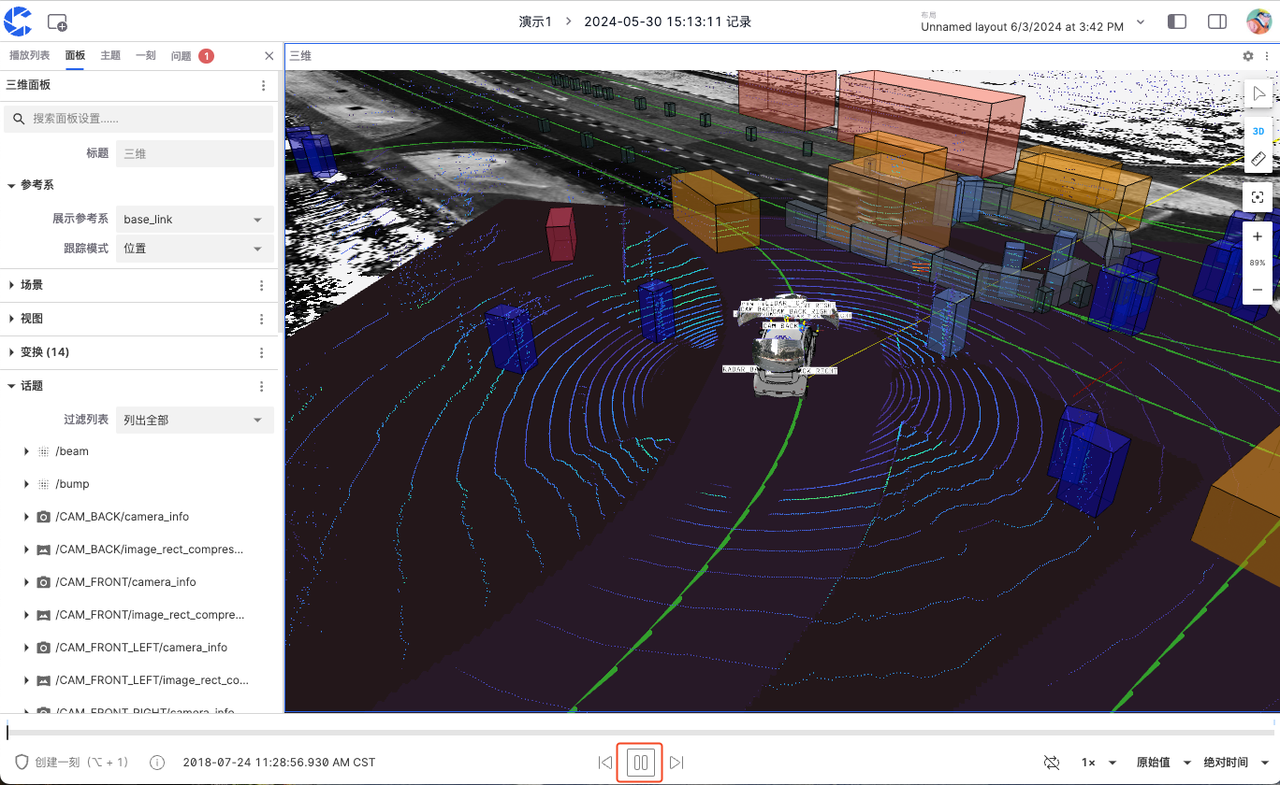 演示1 > 2024-05-30 15:13:11 记录
布局
Unnamed layout 6/3/2024 at 3:42 PM
播放列表 面板 主题 一刻 问题 1
三维
三维面板
搜索面板设置......
标题 三维
参考系
展示参考系 base_link
跟踪模式 位置
场景
视图
变换 (14)
话题
过滤列表 列出全部
/beam
/bump
/CAM_BACK/camera_info
/CAM_BACK/image_rect_compres...
/CAM_FRONT/camera_info
/CAM_FRONT/image_rect_compre...
/CAM_FRONT_LEFT/camera_info
/CAM_FRONT_LEFT/image_rect_co...
/CAM_FRONT_RIGHT/camera_info
3D
89%
CAM_BACK
创建一刻 (⌥ + 1)
2018-07-24 11:28:56.930 AM CST
1× 原始值 绝对时间